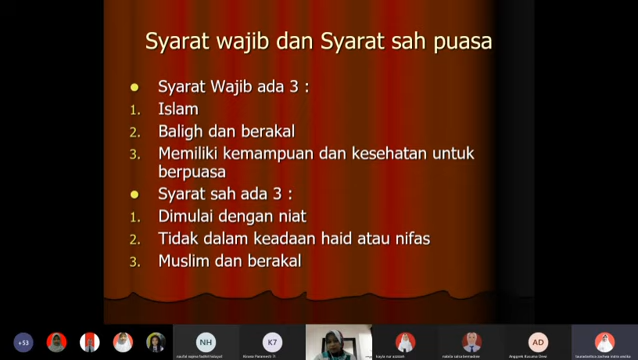 Syarat wajib dan Syarat sah puasa
Syarat Wajib ada 3 :
1. Islam
2. Baligh dan berakal
3. Memiliki kemampuan dan kesehatan untuk
berpuasa
Syarat sah ada 3 :
1. Dimulai dengan niat
2. Tidak dalam keadaan haid atau nifas
3. Muslim dan berakal
+53
NH
K7
AD